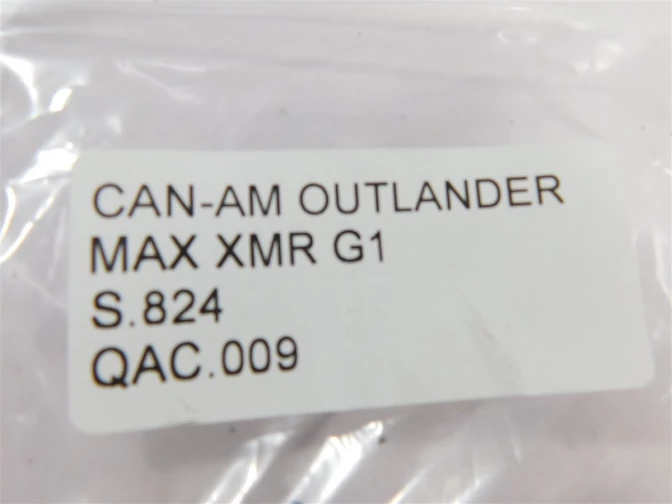 CAN-AM OUTLANDER
MAX XMR G1
S.824
QAC.009